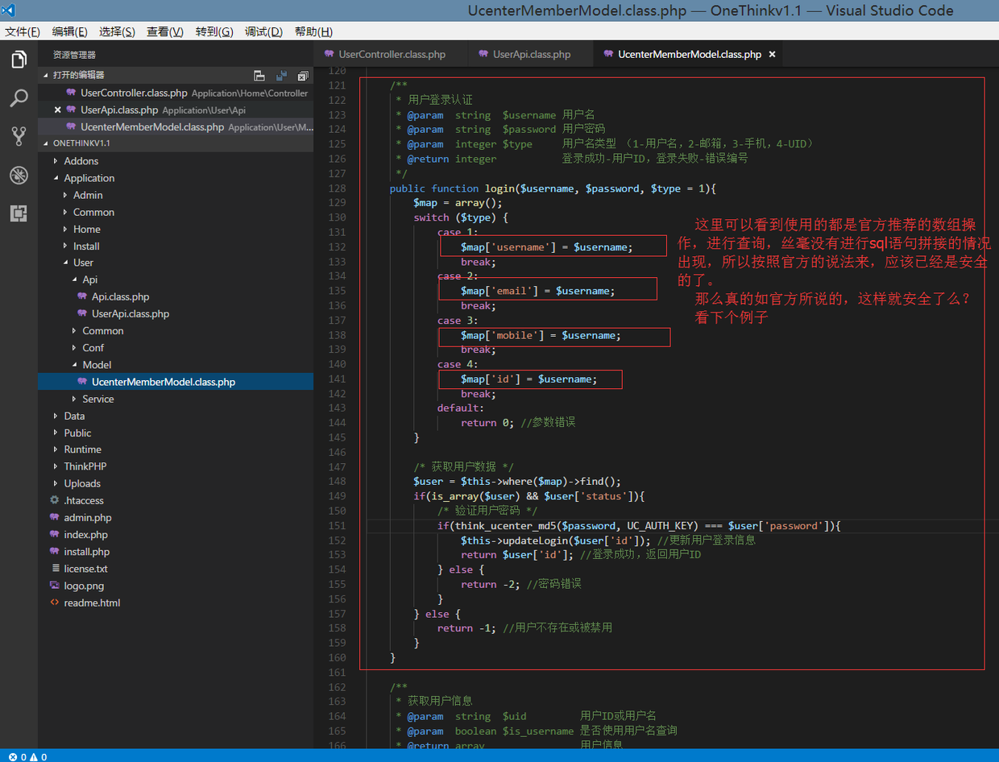 UcenterMemberModel.class.php — OneThinkv1.1 — Visual Studio Code
文件(F) 编辑(E) 选择(S) 查看(V) 转到(G) 调试(D) 帮助(H)
资源管理器
打开的编辑器
UserController.class.php Application\Home\Controller
UserApi.class.php Application\User\Api
UcenterMemberModel.class.php Application\User\M...
ONETHINKV1.1
Addons
Application
Admin
Common
Home
Install
User
Api
Api.class.php
UserApi.class.php
Common
Conf
Model
UcenterMemberModel.class.php
Service
Data
Public
Runtime
ThinkPHP
Uploads
.htaccess
admin.php
index.php
install.php
license.txt
logo.png
readme.html
UserController.class.php UserApi.class.php UcenterMemberModel.class.php
120
121 /**
122 * 用户登录认证
123 * @param string $username 用户名
124 * @param string $password 用户密码
125 * @param integer $type 用户名类型 （1-用户名，2-邮箱，3-手机，4-UID）
126 * @return integer 登录成功-用户ID，登录失败-错误编号
127 */
128 public function login($username, $password, $type = 1){
129 $map = array();
130 switch ($type) {
131 case 1:
132 $map['username'] = $username;
133 break;
134 case 2:
135 $map['email'] = $username;
136 break;
137 case 3:
138 $map['mobile'] = $username;
139 break;
140 case 4:
141 $map['id'] = $username;
142 break;
143 default:
144 return 0; //参数错误
145 }
146
147 /* 获取用户数据 */
148 $user = $this->where($map)->find();
149 if(is_array($user) && $user['status']){
150 /* 验证用户密码 */
151 if(think_ucenter_md5($password, UC_AUTH_KEY) === $user['password']){
152 $this->updateLogin($user['id']); //更新用户登录信息
153 return $user['id']; //登录成功，返回用户ID
154 } else {
155 return -2; //密码错误
156 }
157 } else {
158 return -1; //用户不存在或被禁用
159 }
160 }
161
162 /**
163 * 获取用户信息
164 * @param string $uid 用户ID或用户名
165 * @param boolean $is_username 是否使用用户名查询
166 * @return array 用户信息
这里可以看到使用的都是官方推荐的数组操
作，进行查询，丝毫没有进行sql语句拼接的情况
出现，所以按照官方的说法来，应该已经是安全
的了。
那么真的如官方所说的，这样就安全了么？
看下个例子
0 0